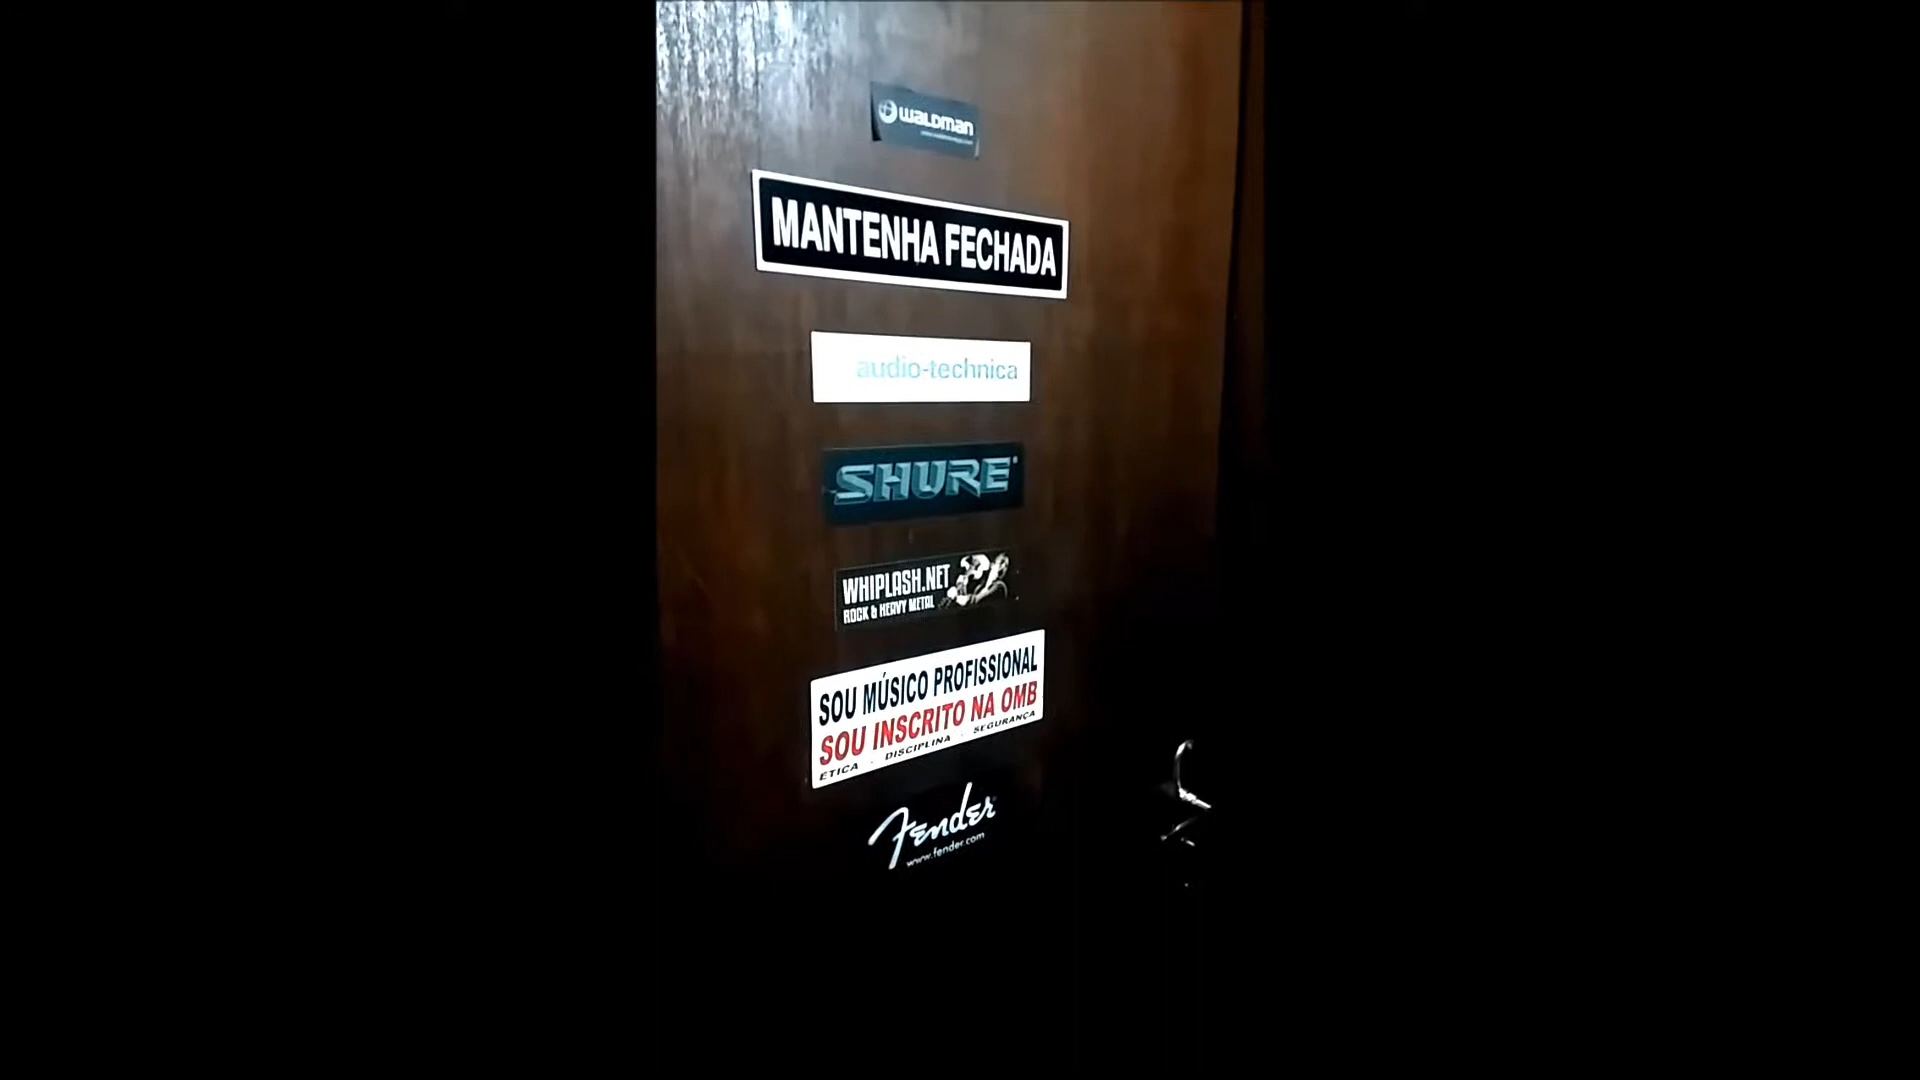 WALDMAN
MANTENHA FECHADA
audio-technica
SHURE
WHIPLASH.NET
ROCK & HEAVY METAL
SOU MÚSICO PROFISSIONAL
SOU INSCRITO NA OMB
ÉTICA . DISCIPLINA . SEGURANÇA
Fender
www.fender.com